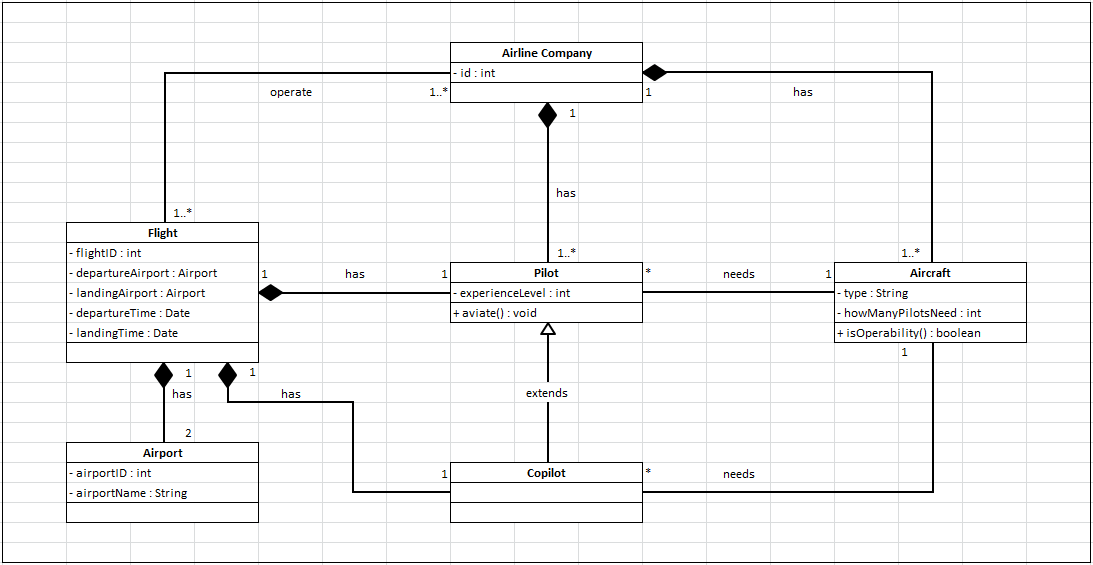 Airline Company
- id : int
operate
1..*
1
has
1
has
1..*
1..*
1..*
Flight
- flightID : int
- departureAirport : Airport
- landingAirport : Airport
- departureTime : Date
- landingTime : Date
1
has
1
Pilot
- experienceLevel : int
+ aviate() : void
*
needs
1
Aircraft
- type : String
- howManyPilotsNeed : int
+ isOperability() : boolean
1
1
1
has
has
extends
2
Airport
- airportID : int
- airportName : String
1
Copilot
*
needs